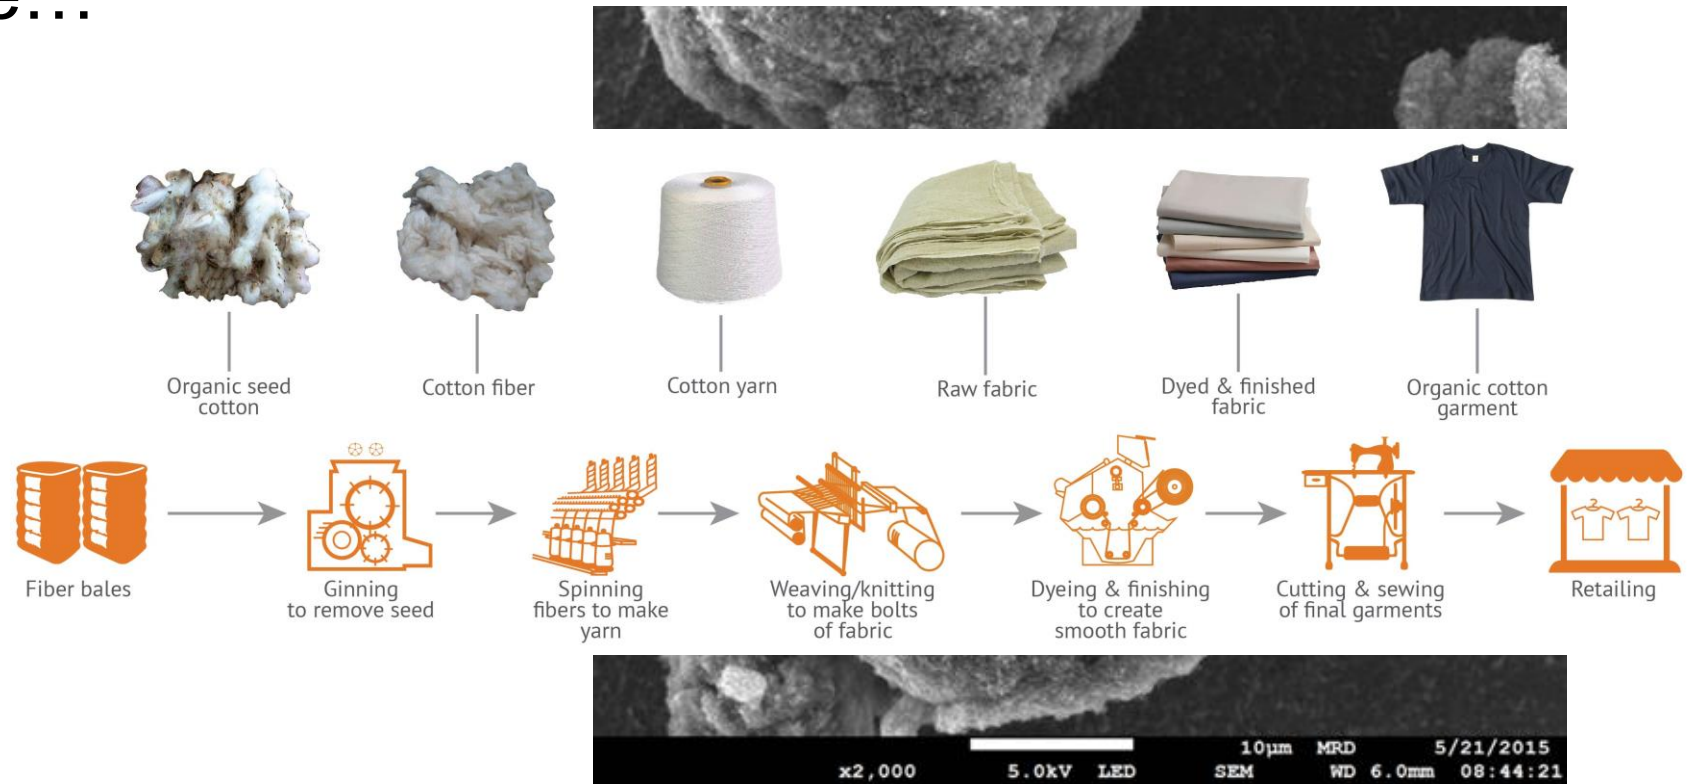 e...
Organic seed
cotton
Cotton fiber
Cotton yarn
Raw fabric
Dyed & finished
fabric
Organic cotton
garment
Fiber bales
Ginning
to remove seed
Spinning
fibers to make
yarn
Weaving/knitting
to make bolts
of fabric
Dyeing & finishing
to create
smooth fabric
Cutting & sewing
of final garments
Retailing
10µm MRD 5/21/2015
x2,000 5.0kV LED SEM WD 6.0mm 08:44:21